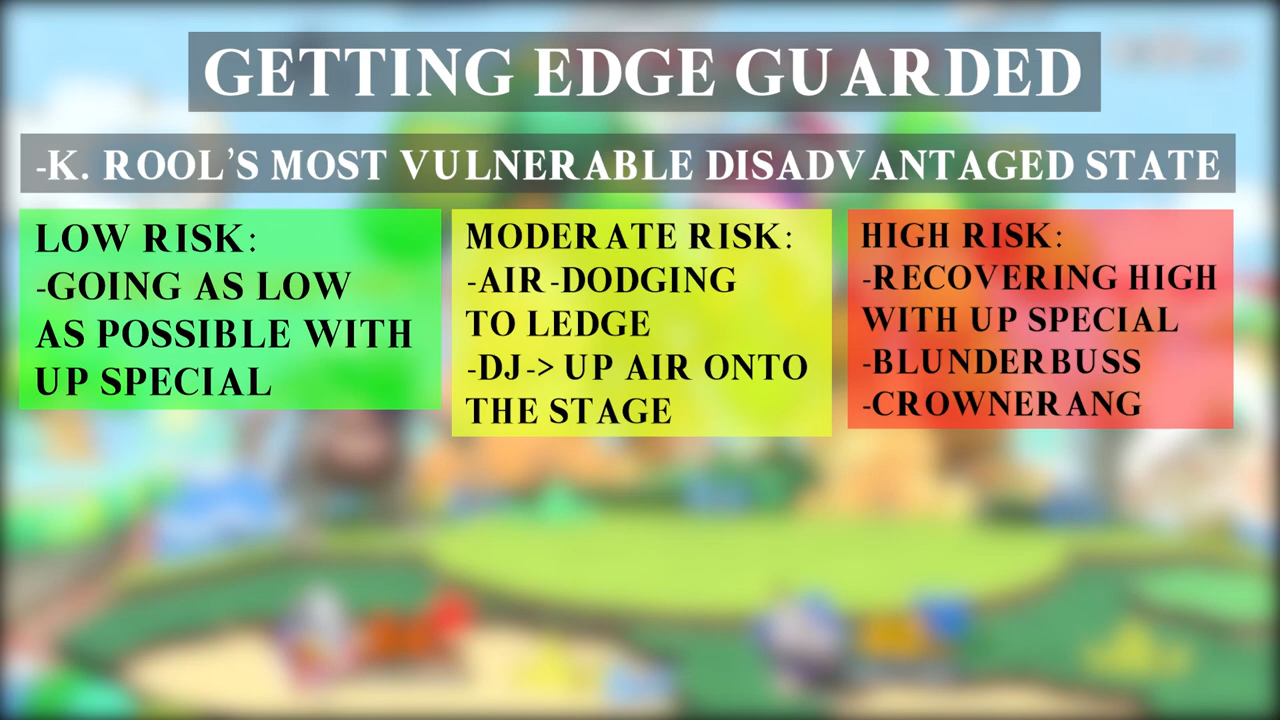 GETTING EDGE GUARDED
-K. ROOL'S MOST VULNERABLE DISADVANTAGED STATE
LOW RISK:
-GOING AS LOW
AS POSSIBLE WITH
UP SPECIAL
MODERATE RISK:
-AIR-DODGING
TO LEDGE
-DJ-> UP AIR ONTO
THE STAGE
HIGH RISK:
-RECOVERING HIGH
WITH UP SPECIAL
-BLUNDERBUSS
-CROWNERANG